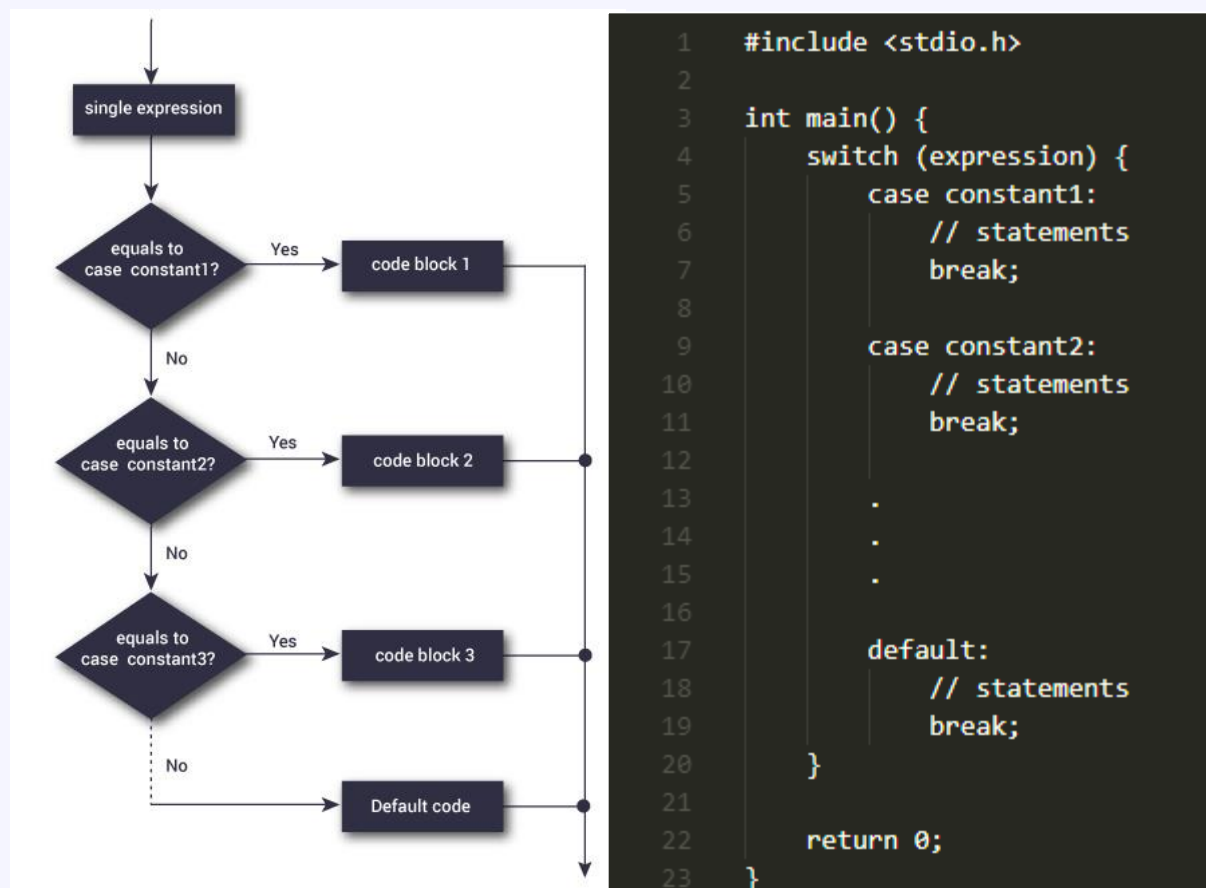 single expression
equals to
case constant1?
Yes
code block 1
No
equals to
case constant2?
Yes
code block 2
No
equals to
case constant3?
Yes
code block 3
No
Default code
1 #include <stdio.h>
2
3 int main() {
4 switch (expression) {
5 case constant1:
6 // statements
7 break;
8
9 case constant2:
10 // statements
11 break;
12
13 .
14 .
15 .
16
17 default:
18 // statements
19 break;
20 }
21
22 return 0;
23 }